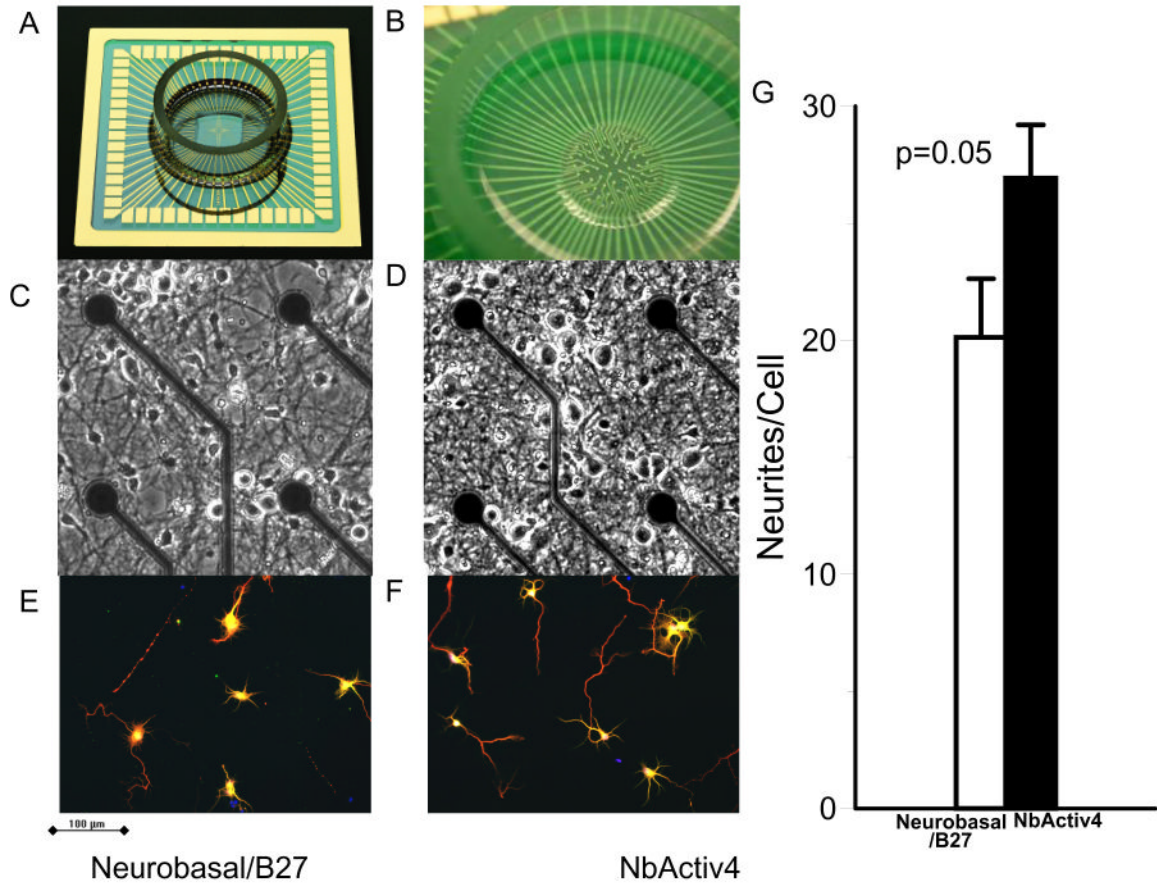 A
B
C
D
E
F
100 µm
Neurobasal/B27
NbActiv4
G
Neurites/Cell
30
20
10
0
p=0.05
Neurobasal
/B27
NbActiv4